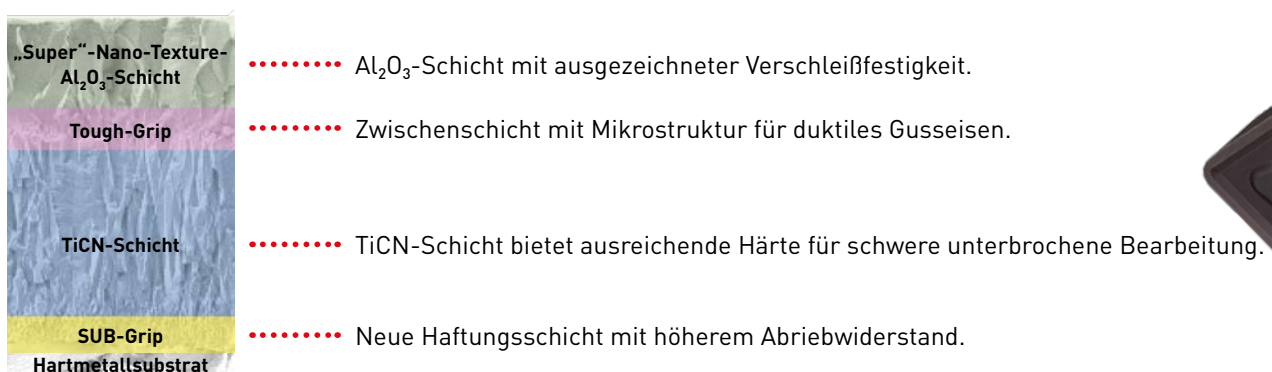 „Super“-Nano-Texture-
Al₂O₃-Schicht
Al₂O₃-Schicht mit ausgezeichneter Verschleißfestigkeit.
Tough-Grip
Zwischenschicht mit Mikrostruktur für duktiles Gusseisen.
TiCN-Schicht
TiCN-Schicht bietet ausreichende Härte für schwere unterbrochene Bearbeitung.
SUB-Grip
Neue Haftungsschicht mit höherem Abriebwiderstand.
Hartmetallsubstrat